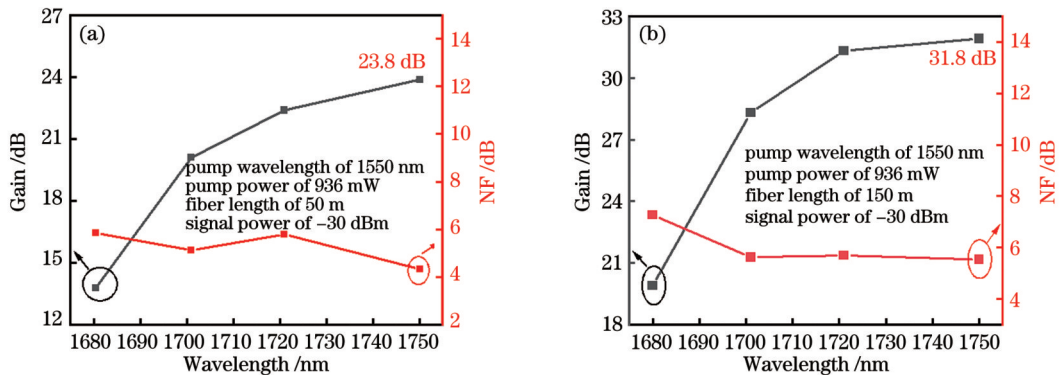 (a)
27
24
21
18
15
12
Gain /dB
23.8 dB
pump wavelength of 1550 nm
pump power of 936 mW
fiber length of 50 m
signal power of −30 dBm
14
12
10
8
6
4
2
NF /dB
1680 1690 1700 1710 1720 1730 1740 1750
Wavelength /nm
(b)
33
30
27
24
21
18
Gain /dB
31.8 dB
pump wavelength of 1550 nm
pump power of 936 mW
fiber length of 150 m
signal power of −30 dBm
14
12
10
8
6
4
NF /dB
1680 1690 1700 1710 1720 1730 1740 1750
Wavelength /nm